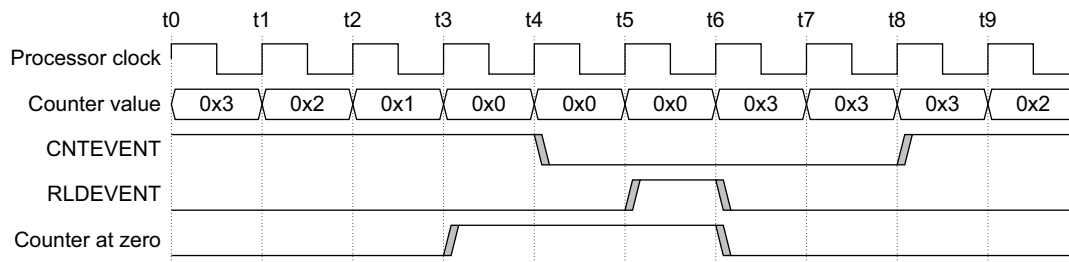 t0 t1 t2 t3 t4 t5 t6 t7 t8 t9
Processor clock
Counter value 0x3 0x2 0x1 0x0 0x0 0x0 0x3 0x3 0x3 0x2
CNTEVENT
RLDEVENT
Counter at zero